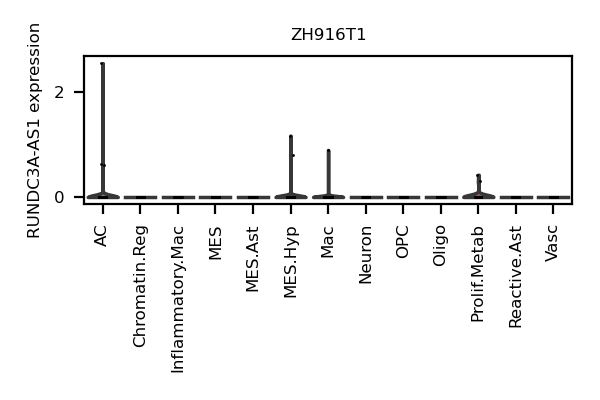 ZH916T1
RUNDC3A-AS1 expression
2
0
AC
Chromatin.Reg
Inflammatory.Mac
MES
MES.Ast
MES.Hyp
Mac
Neuron
OPC
Oligo
Prolif.Metab
Reactive.Ast
Vasc